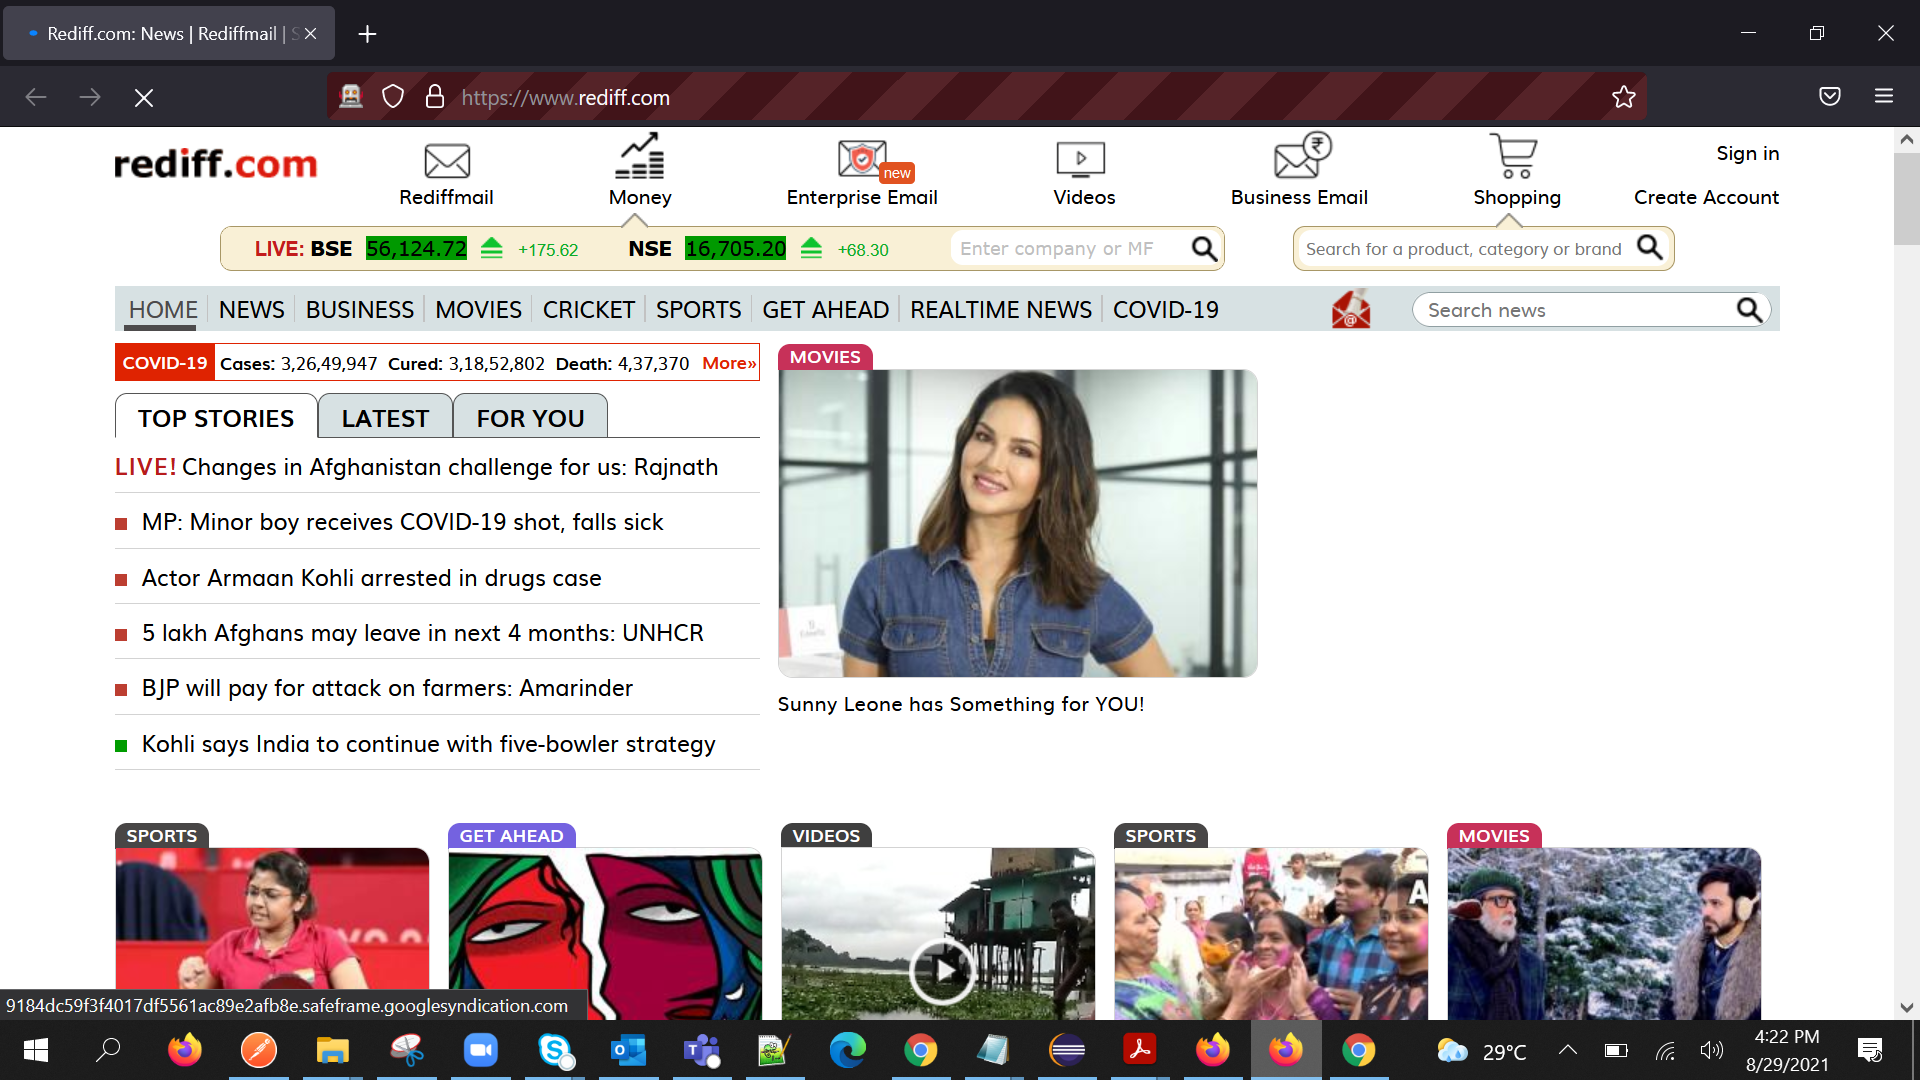 Rediff.com: News | Rediffmail |
https://www.rediff.com
rediff.com
Rediffmail
Money
new
Enterprise Email
Videos
Business Email
Shopping
Sign in
Create Account
LIVE: BSE 56,124.72 +175.62 NSE 16,705.20 +68.30 Enter company or MF
Search for a product, category or brand
HOME NEWS BUSINESS MOVIES CRICKET SPORTS GET AHEAD REALTIME NEWS COVID-19
Search news
COVID-19 Cases: 3,26,49,947 Cured: 3,18,52,802 Death: 4,37,370 More»
TOP STORIES LATEST FOR YOU
LIVE! Changes in Afghanistan challenge for us: Rajnath
MP: Minor boy receives COVID-19 shot, falls sick
Actor Armaan Kohli arrested in drugs case
5 lakh Afghans may leave in next 4 months: UNHCR
BJP will pay for attack on farmers: Amarinder
Kohli says India to continue with five-bowler strategy
MOVIES
Sunny Leone has Something for YOU!
SPORTS
GET AHEAD
VIDEOS
SPORTS
MOVIES
9184dc59f3f4017df5561ac89e2afb8e.safeframe.googlesyndication.com
29°C
4:22 PM
8/29/2021